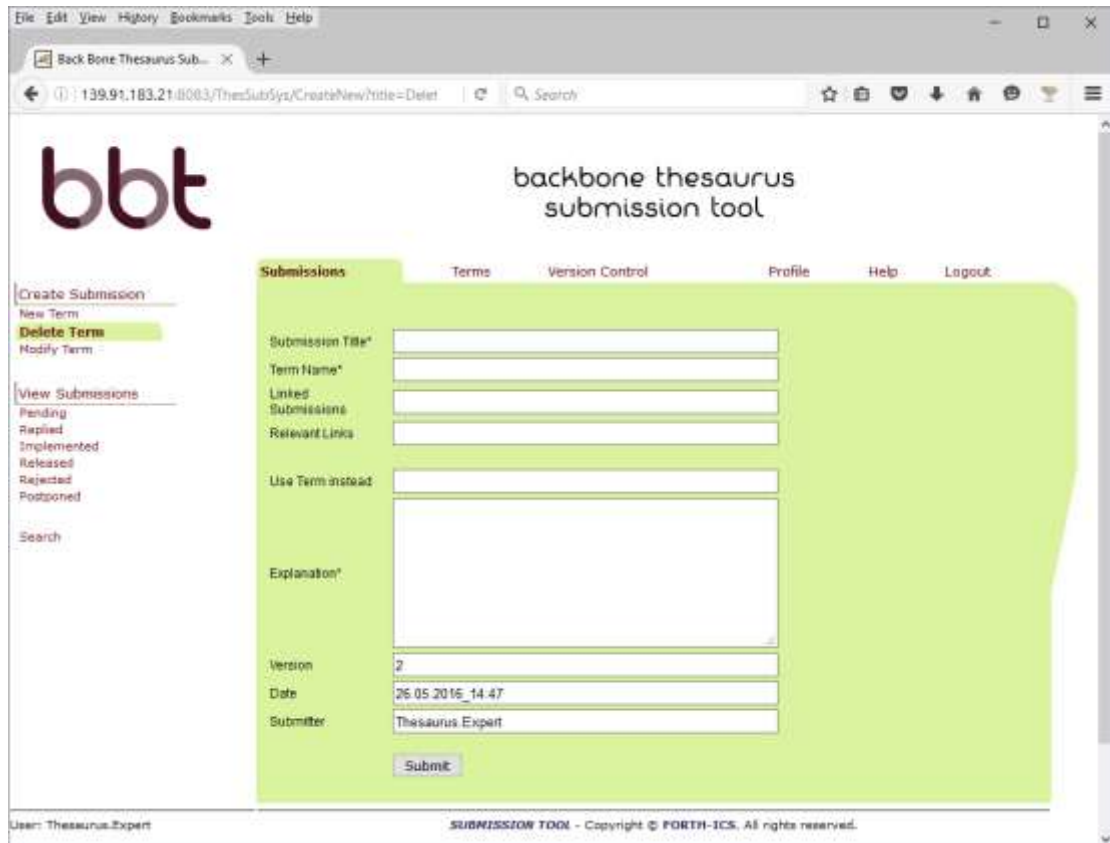 File Edit View History Bookmarks Tools Help
Back Bone Thesaurus Sub...
139.91.183.21:8083/ThesSubSys/CreateNew?title=Delet
Search
bbt
backbone thesaurus
submission tool
Submissions Terms Version Control Profile Help Logout
Create Submission
New Term
Delete Term
Modify Term
View Submissions
Pending
Replied
Implemented
Released
Rejected
Postponed
Search
Submission Title*
Term Name*
Linked
Submissions
Relevant Links
Use Term instead
Explanation*
Version 2
Date 26.05.2016_14:47
Submitter Thesaurus.Expert
Submit
User: Thesaurus.Expert
SUBMISSION TOOL - Copyright © FORTH-ICS. All rights reserved.